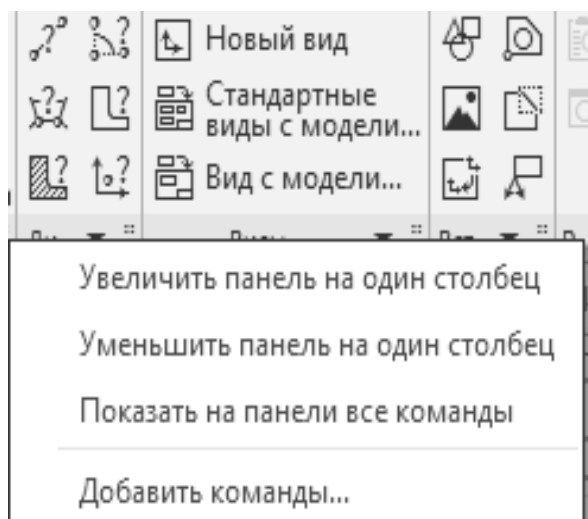 Новый вид
Стандартные
виды с модели...
Вид с модели...
Увеличить панель на один столбец
Уменьшить панель на один столбец
Показать на панели все команды
Добавить команды...